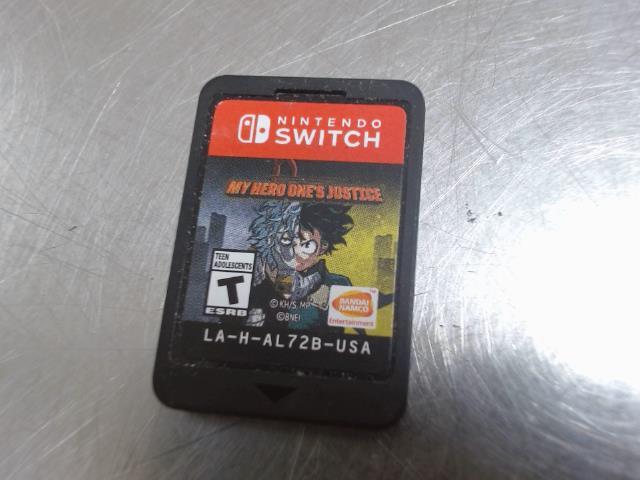 NINTENDO
SWITCH
MY HERO ONE'S JUSTICE
TEEN
ADOLESCENTS
T
ESRB
© KH/S, MP
©BNEI
BANDAI
NAMCO
Entertainment
LA-H-AL72B-USA